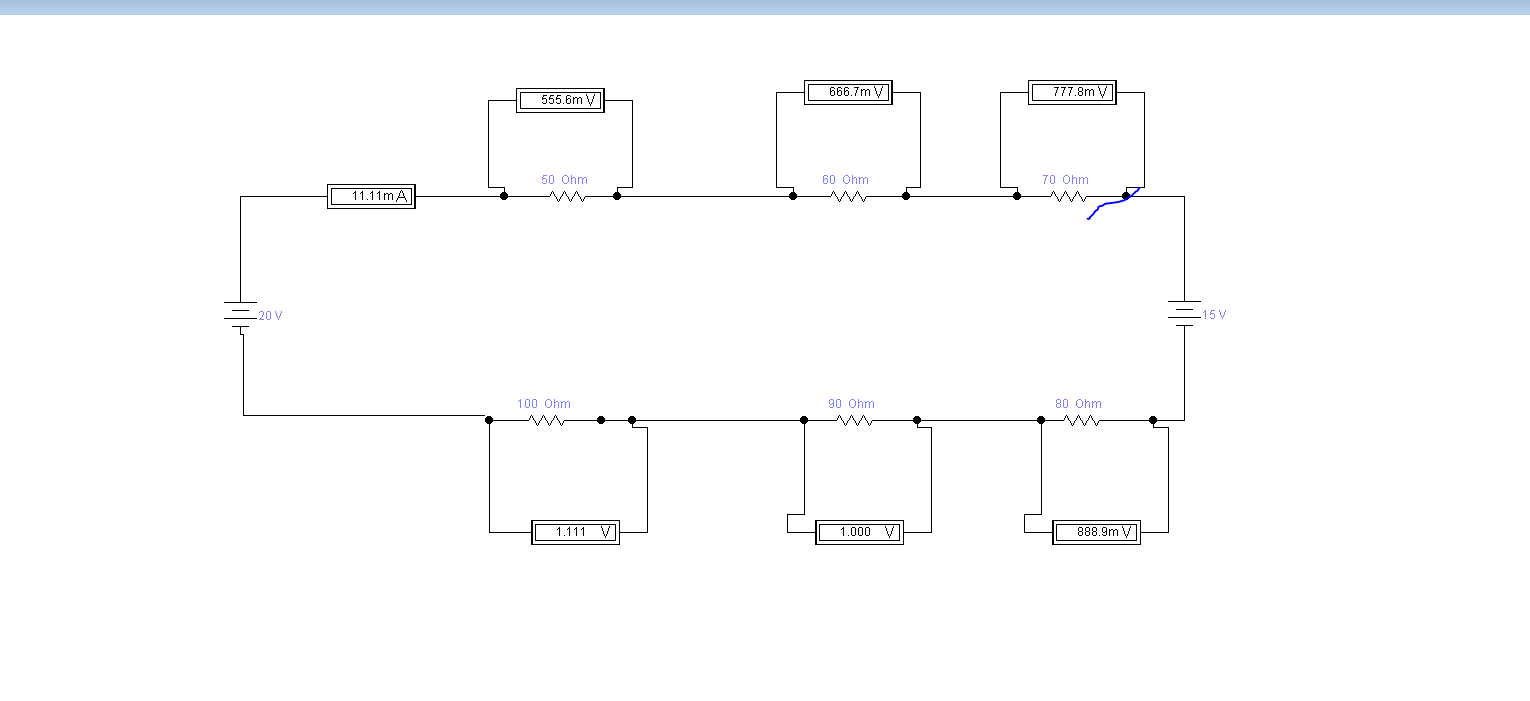 555.6m V
666.7m V
777.8m V
50 Ohm
60 Ohm
70 Ohm
11.11m A
20 V
15 V
100 Ohm
90 Ohm
80 Ohm
1.111 V
1.000 V
888.9m V